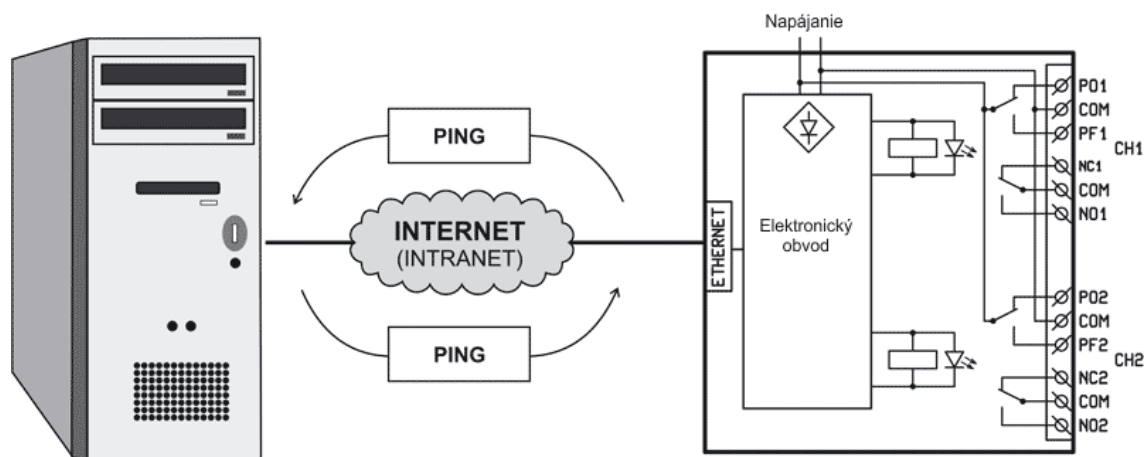 Napájanie
PING
INTERNET
(INTRANET)
PING
ETHERNET
Elektronický
obvod
PO1
COM
PF1
CH1
NC1
COM
NO1
PO2
COM
PF2
CH2
NC2
COM
NO2